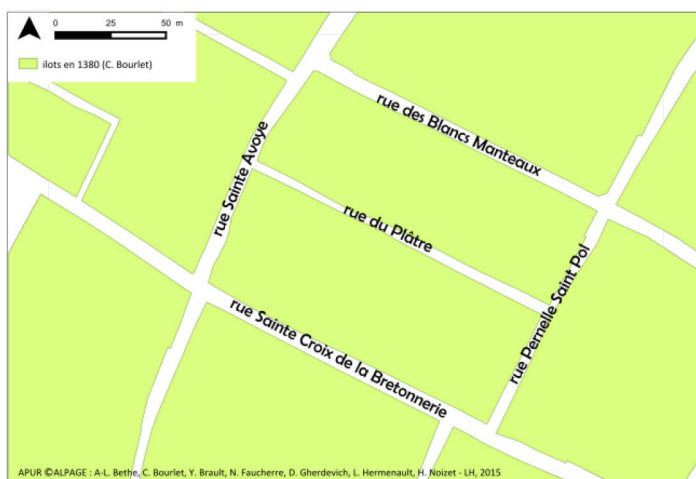 0 25 50 m
ilots en 1380 (C. Bourlet)
rue des Blancs Manteaux
rue Sainte Avoye
rue du Plâtre
rue Pernelle Saint Pol
rue Sainte Croix de la Bretonnerie
APUR ©ALPAGE : A-L. Bethe, C. Bourlet, Y. Brault, N. Faucherre, D. Gherdevich, L. Hermenault, H. Noizet - LH, 2015